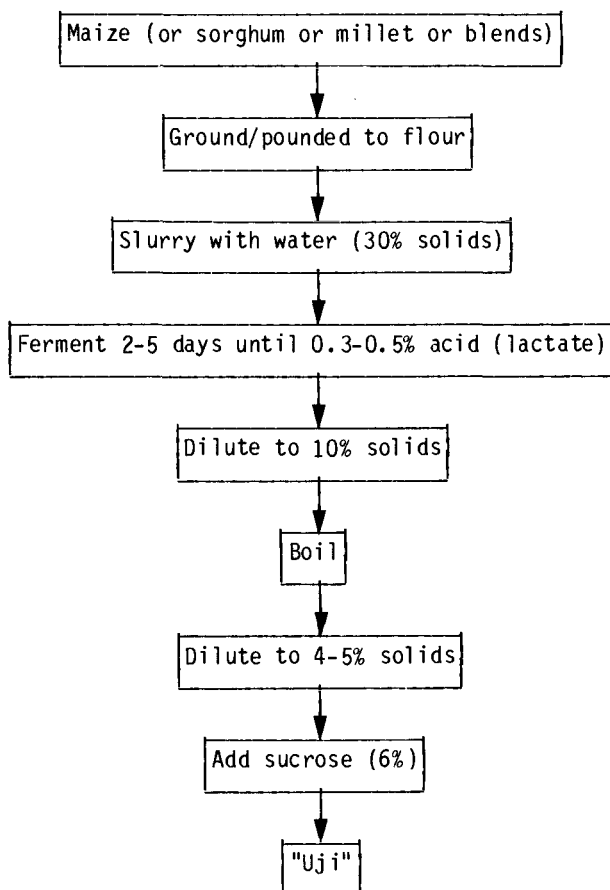 Maize (or sorghum or millet or blends)
Ground/pounded to flour
Slurry with water (30% solids)
Ferment 2-5 days until 0.3-0.5% acid (lactate)
Dilute to 10% solids
Boil
Dilute to 4-5% solids
Add sucrose (6%)
"Uji"